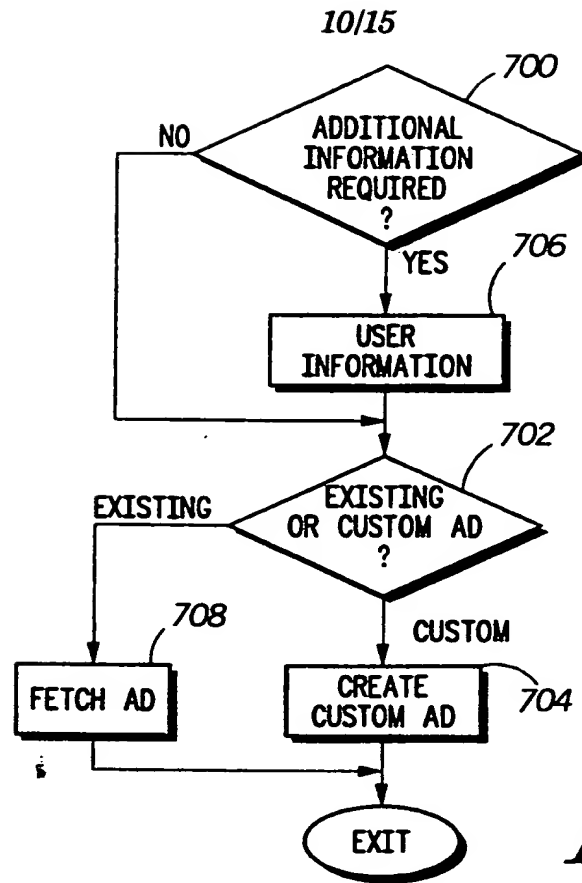 10/15
700
ADDITIONAL
INFORMATION
REQUIRED
?
NO
YES
706
USER
INFORMATION
702
EXISTING
OR CUSTOM AD
?
EXISTING
CUSTOM
708
FETCH AD
704
CREATE
CUSTOM AD
EXIT